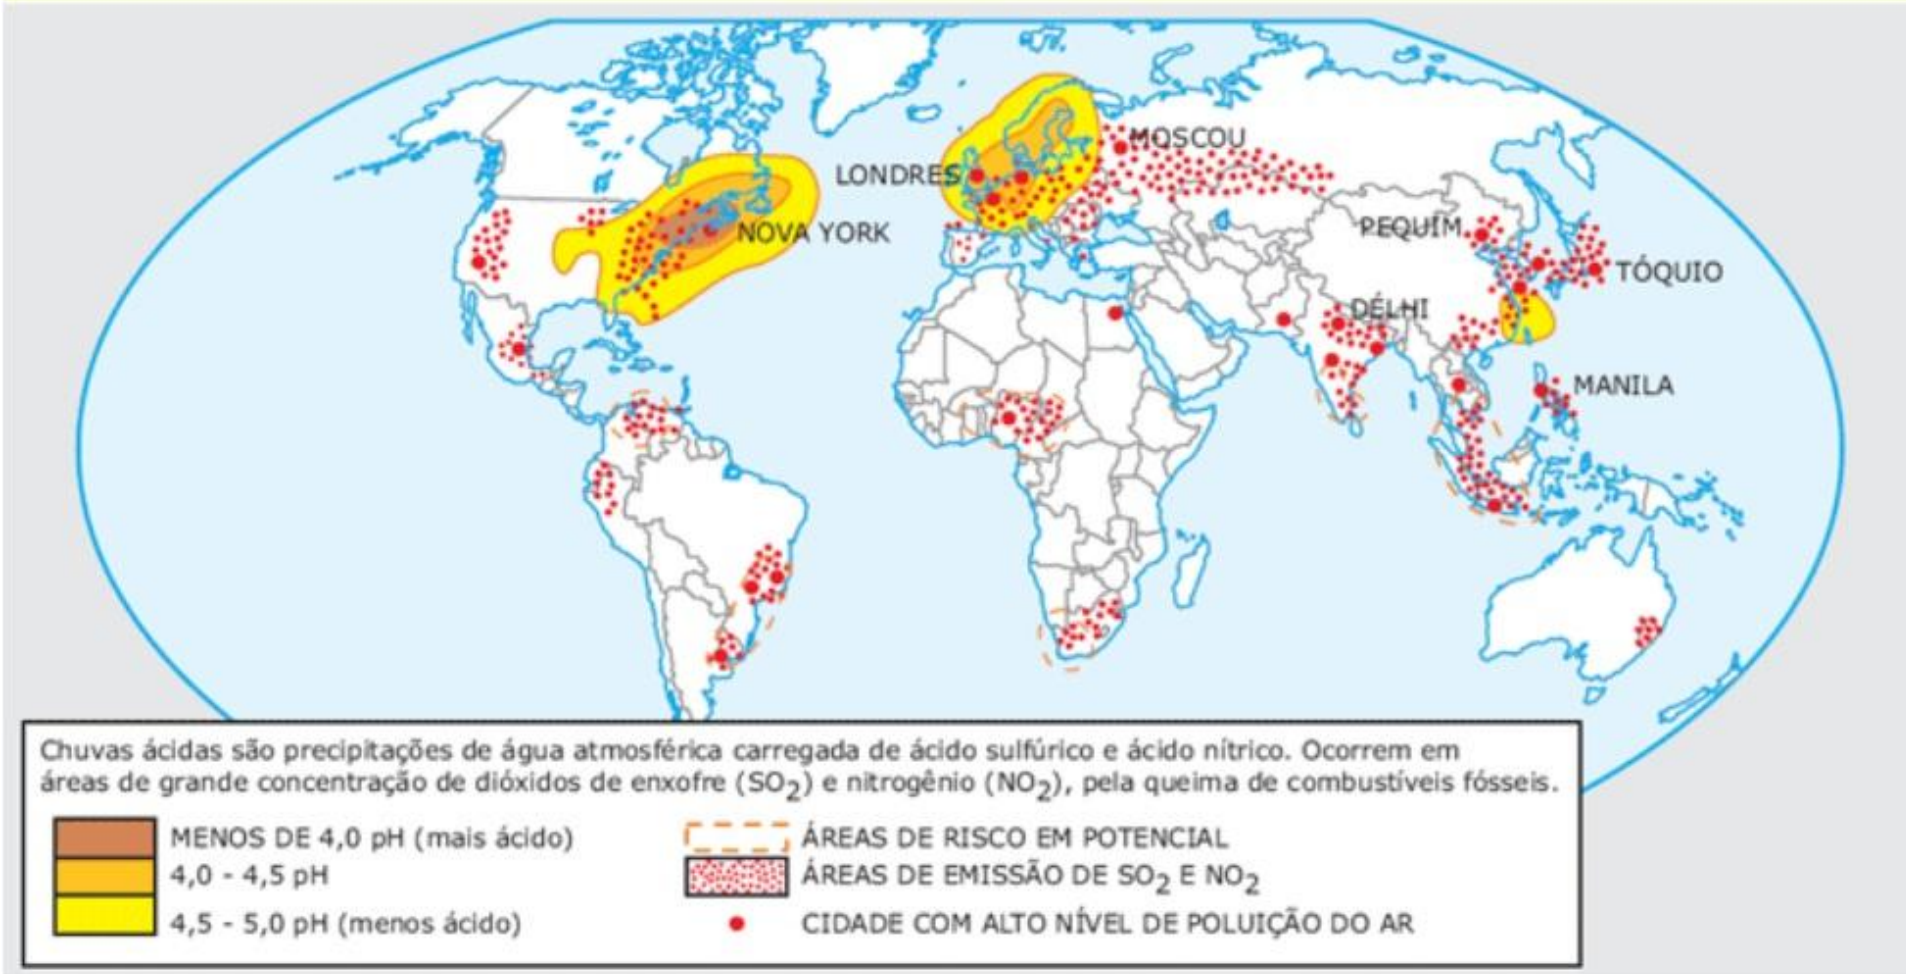 MOSCOU
LONDRES
NOVA YORK
PEQUIM
TÓQUIO
DÉLHI
MANILA
Chuvas ácidas são precipitações de água atmosférica carregada de ácido sulfúrico e ácido nítrico. Ocorrem em
áreas de grande concentração de dióxidos de enxofre (SO₂) e nitrogênio (NO₂), pela queima de combustíveis fósseis.
MENOS DE 4,0 pH (mais ácido)
4,0 - 4,5 pH
4,5 - 5,0 pH (menos ácido)
ÁREAS DE RISCO EM POTENCIAL
ÁREAS DE EMISSÃO DE SO₂ E NO₂
CIDADE COM ALTO NÍVEL DE POLUIÇÃO DO AR